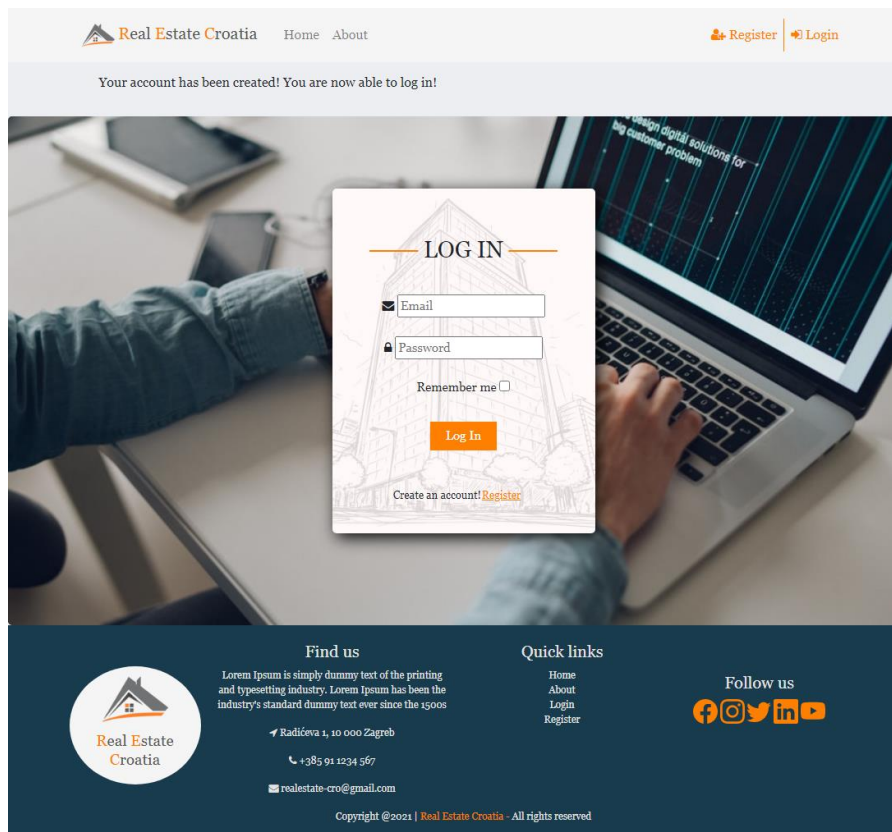 Real Estate Croatia Home About Register Login
Your account has been created! You are now able to log in!
design digital solutions for
big customer problem
LOG IN
Email
Password
Remember me
Log In
Create an account! Register
Real Estate
Croatia
Find us
Lorem Ipsum is simply dummy text of the printing
and typesetting industry. Lorem Ipsum has been the
industry's standard dummy text ever since the 1500s
Radićeva 1, 10 000 Zagreb
+385 91 1234 567
realestate-cro@gmail.com
Quick links
Home
About
Login
Register
Follow us
Copyright @2021 | Real Estate Croatia - All rights reserved